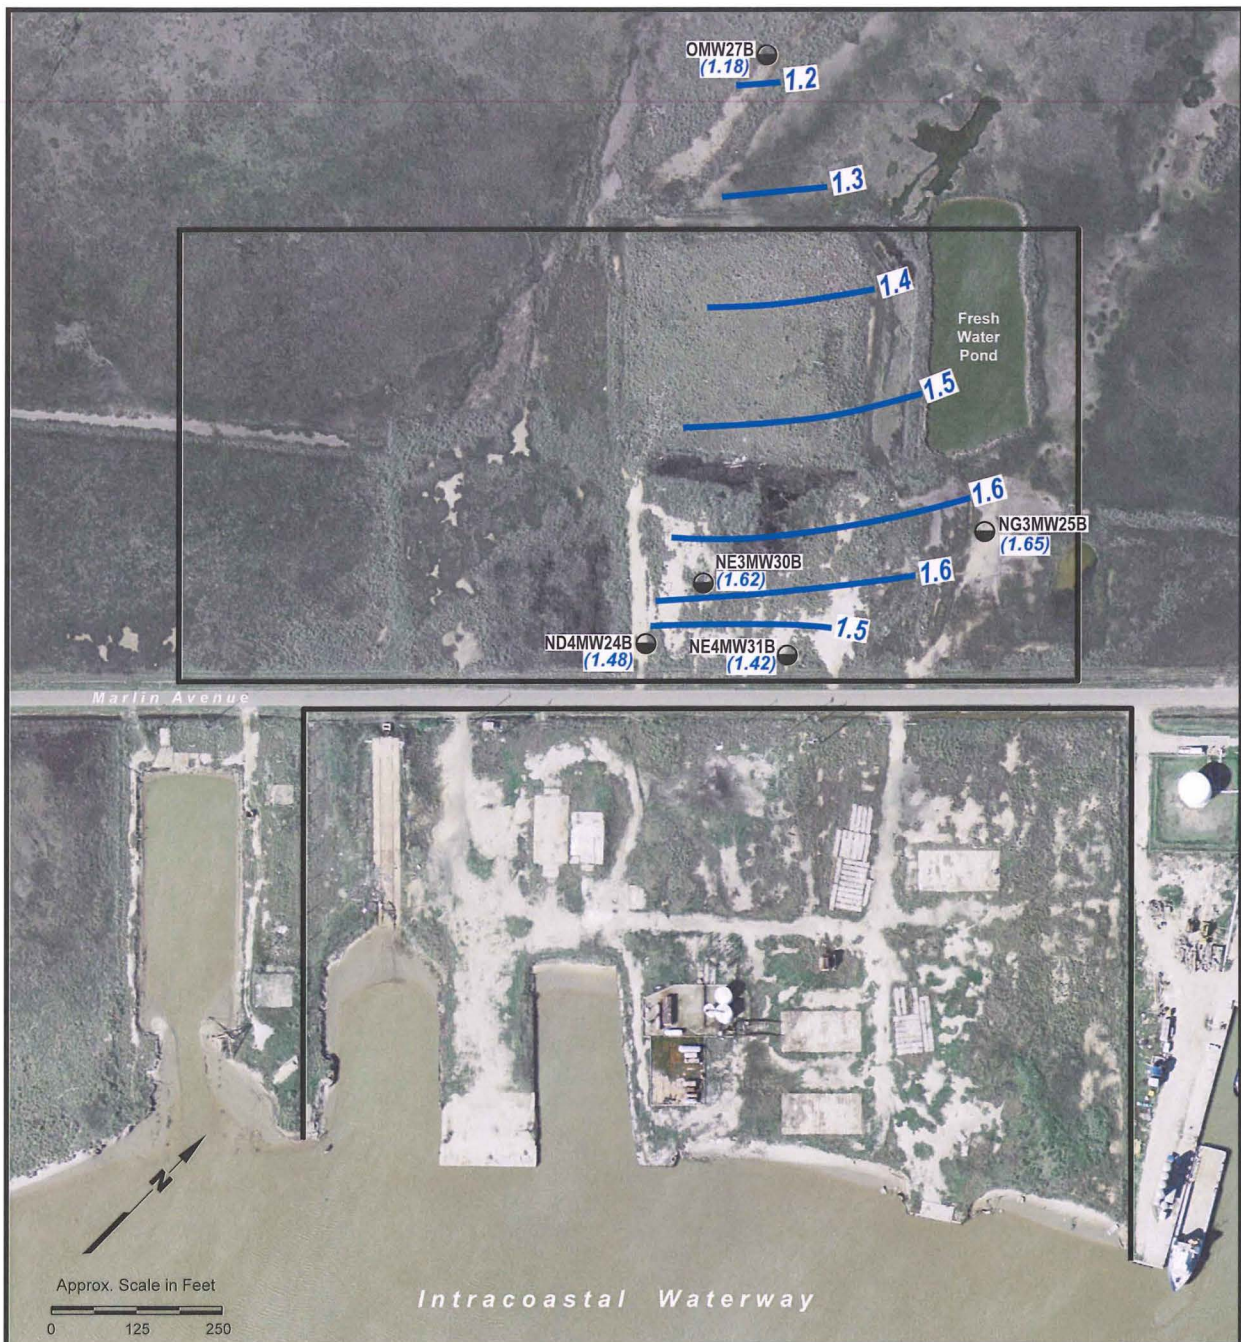 OMW27B
(1.18)
1.2
1.3
1.4
Fresh
Water
Pond
1.5
1.6
NG3MW25B
(1.65)
NE3MW30B
(1.62)
1.6
1.5
ND4MW24B
(1.48)
NE4MW31B
(1.42)
Marlin Avenue
N
Approx. Scale in Feet
0 125 250
Intracoastal Waterway